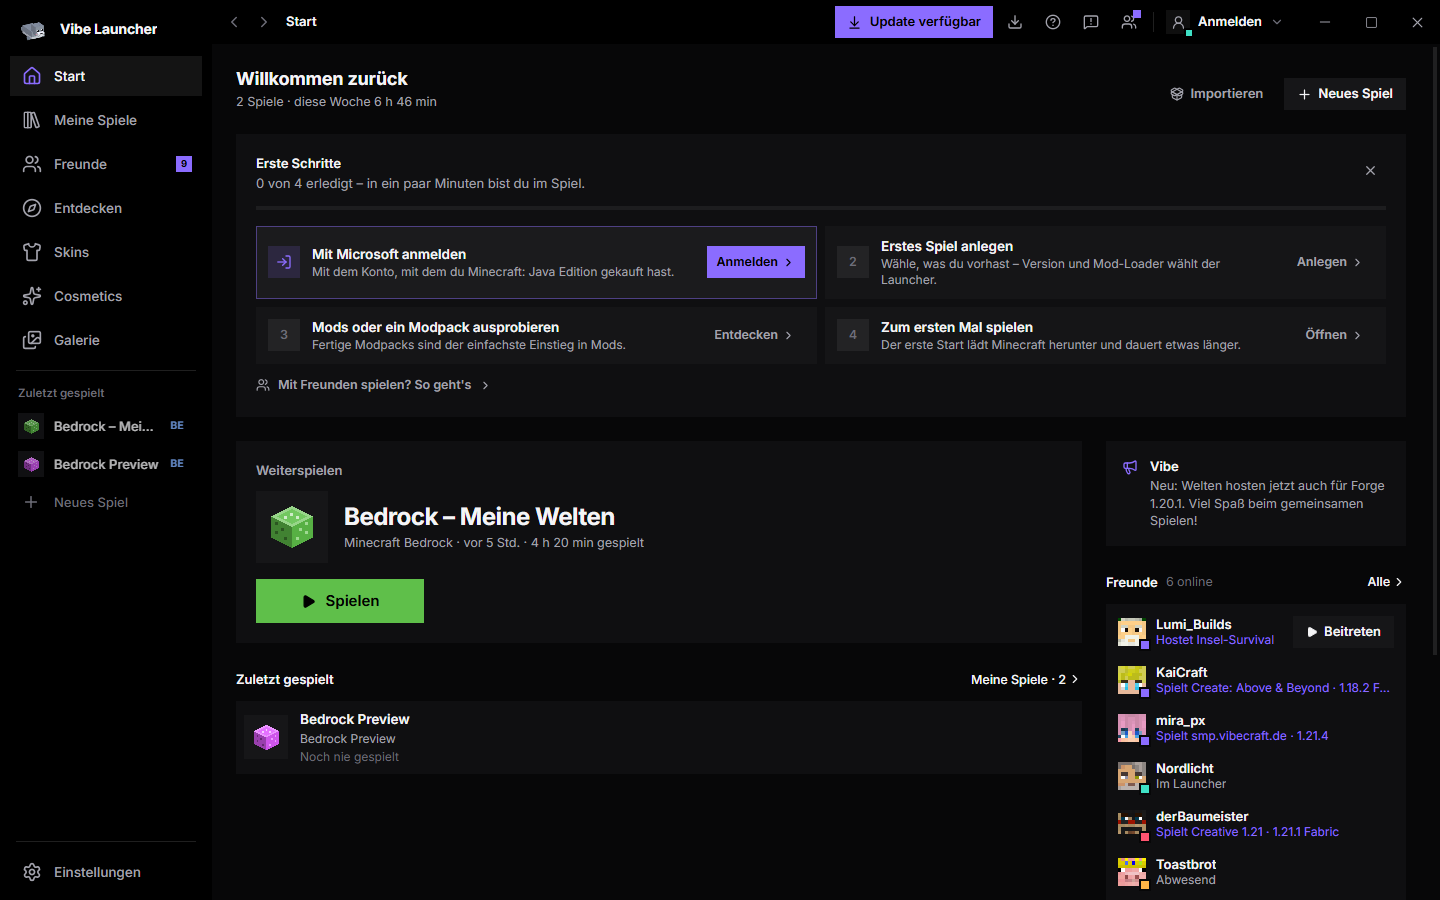 Vibe Launcher
Start
Meine Spiele
Freunde
9
Entdecken
Skins
Cosmetics
Galerie
Zuletzt gespielt
Bedrock – Mei...
BE
Bedrock Preview
BE
Neues Spiel
Einstellungen
Start
Update verfügbar
Anmelden
Willkommen zurück
2 Spiele · diese Woche 6 h 46 min
Importieren
Neues Spiel
Erste Schritte
0 von 4 erledigt – in ein paar Minuten bist du im Spiel.
Mit Microsoft anmelden
Mit dem Konto, mit dem du Minecraft: Java Edition gekauft hast.
Anmelden
2
Erstes Spiel anlegen
Wähle, was du vorhast – Version und Mod-Loader wählt der
Launcher.
Anlegen
3
Mods oder ein Modpack ausprobieren
Fertige Modpacks sind der einfachste Einstieg in Mods.
Entdecken
4
Zum ersten Mal spielen
Der erste Start lädt Minecraft herunter und dauert etwas länger.
Öffnen
Mit Freunden spielen? So geht's
Weiterspielen
Bedrock – Meine Welten
Minecraft Bedrock · vor 5 Std. · 4 h 20 min gespielt
Spielen
Zuletzt gespielt
Meine Spiele · 2
Bedrock Preview
Bedrock Preview
Noch nie gespielt
Vibe
Neu: Welten hosten jetzt auch für Forge
1.20.1. Viel Spaß beim gemeinsamen
Spielen!
Freunde
6 online
Alle
Lumi_Builds
Hostet Insel-Survival
Beitreten
KaiCraft
Spielt Create: Above & Beyond · 1.18.2 F...
mira_px
Spielt smp.vibecraft.de · 1.21.4
Nordlicht
Im Launcher
derBaumeister
Spielt Creative 1.21 · 1.21.1 Fabric
Toastbrot
Abwesend